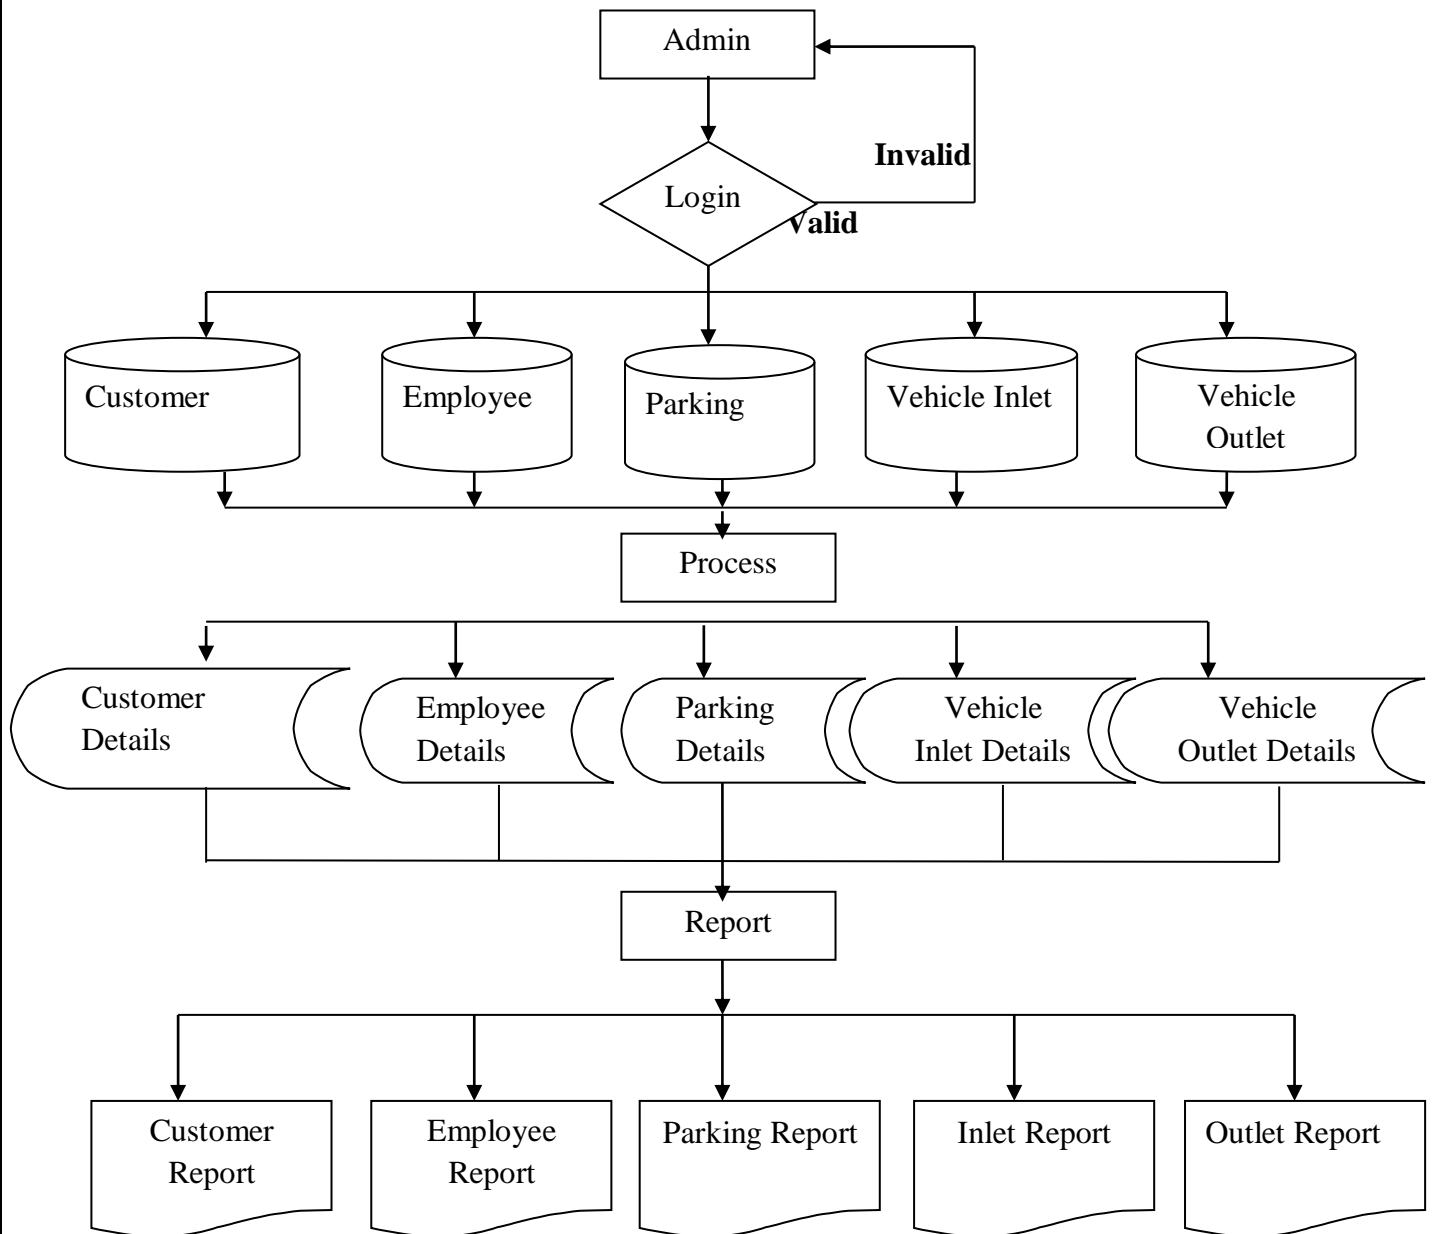 Admin
Invalid
Login
Valid
Customer
Employee
Parking
Vehicle Inlet
Vehicle
Outlet
Process
Customer
Details
Employee
Details
Parking
Details
Vehicle
Inlet Details
Vehicle
Outlet Details
Report
Customer
Report
Employee
Report
Parking Report
Inlet Report
Outlet Report